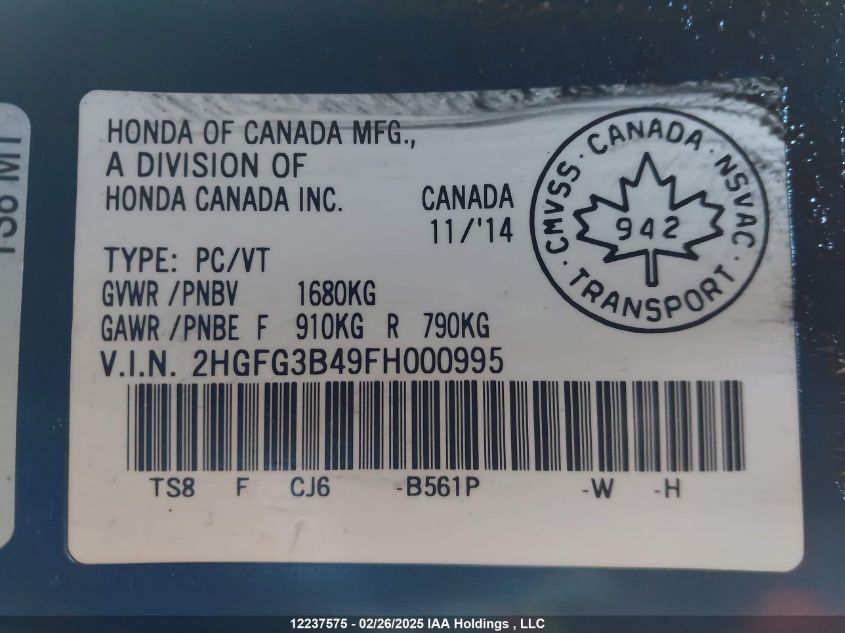 TS8 MT
HONDA OF CANADA MFG.,
A DIVISION OF
HONDA CANADA INC. CANADA
11/'14
CMVSS · CANADA · NSVAC · TRANSPORT ·
942
TYPE: PC/VT
GVWR /PNBV 1680KG
GAWR /PNBE F 910KG R 790KG
V.I.N. 2HGFG3B49FH000995
TS8 F CJ6 -B561P -W -H
12237575 - 02/26/2025 IAA Holdings , LLC